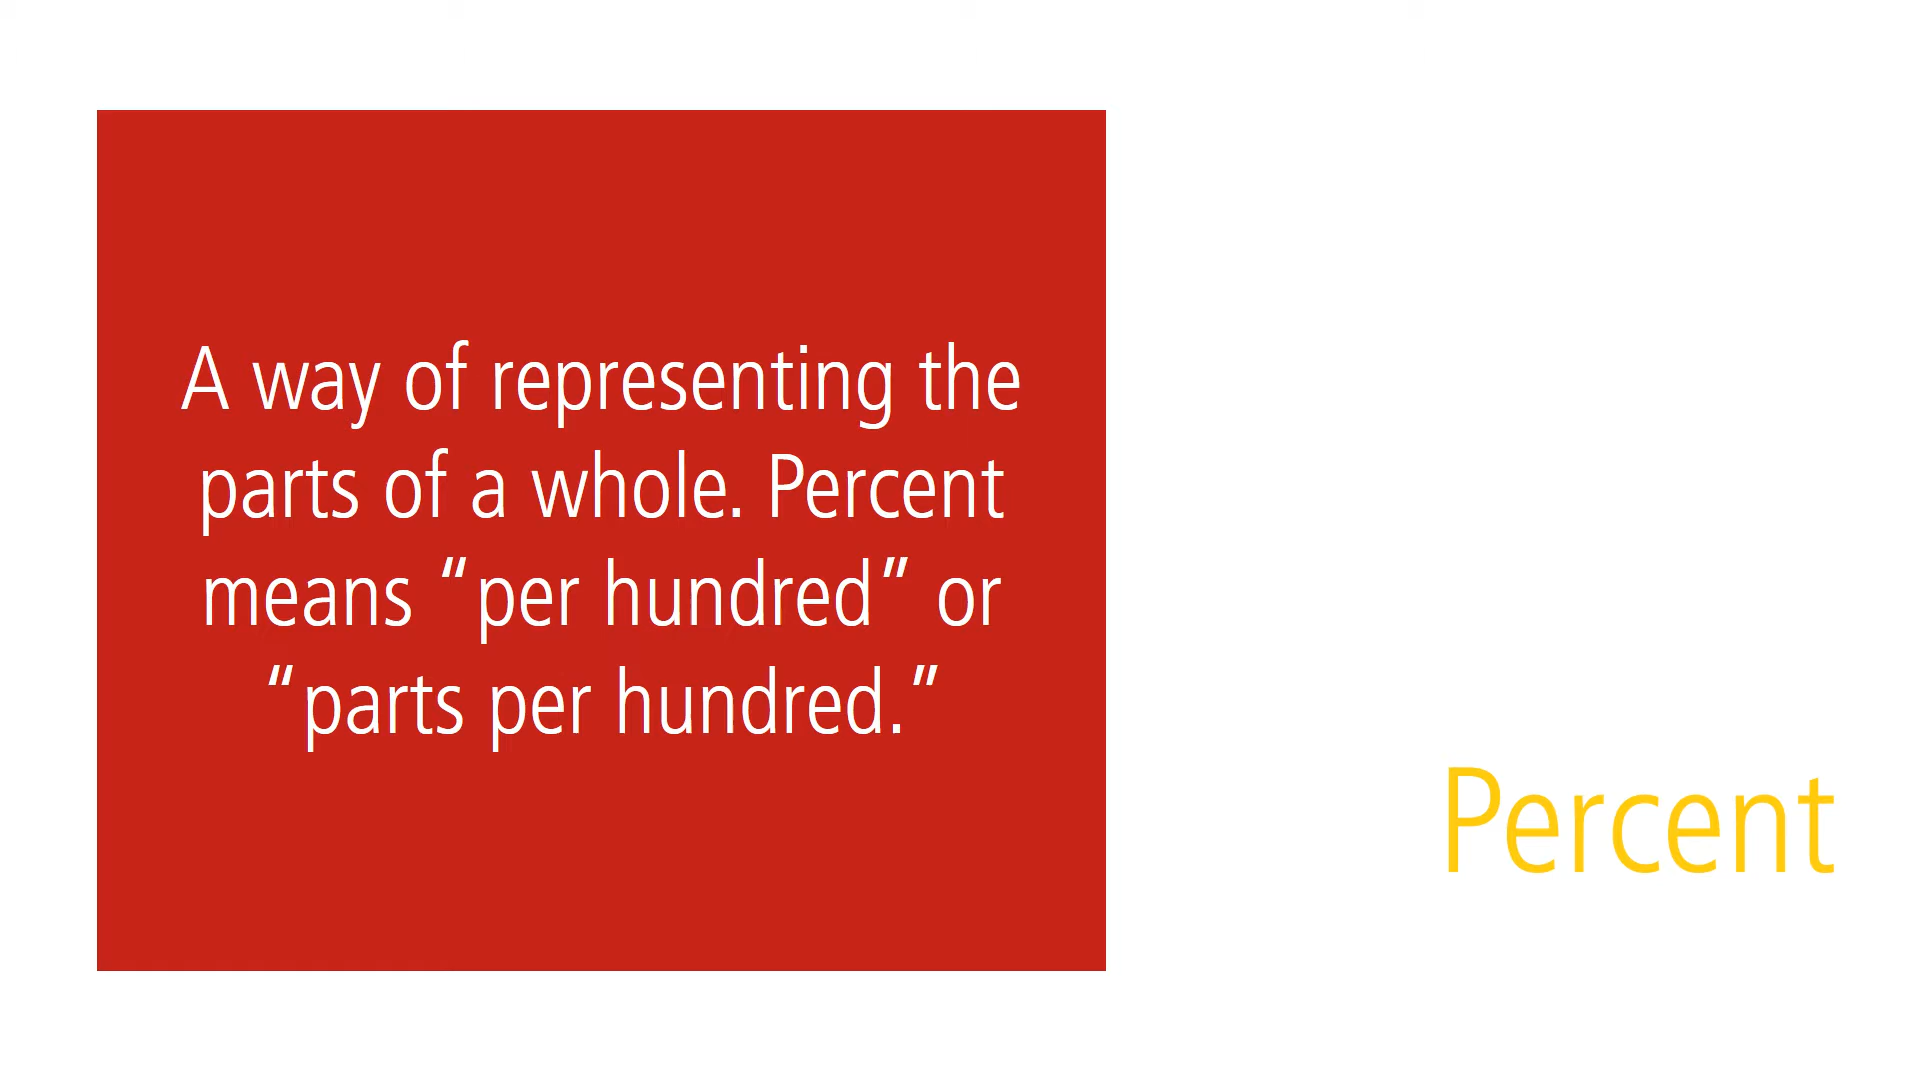 A way of representing the
parts of a whole. Percent
means “per hundred” or
“parts per hundred.”
Percent